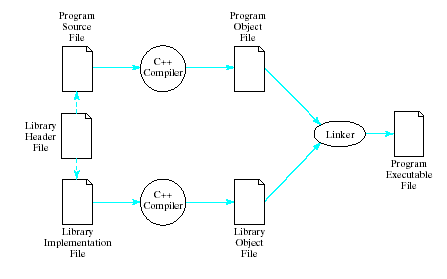 Program
Source
File
Program
Object
File
C++
Compiler
Library
Header
File
Linker
Program
Executable
File
C++
Compiler
Library
Implementation
File
Library
Object
File